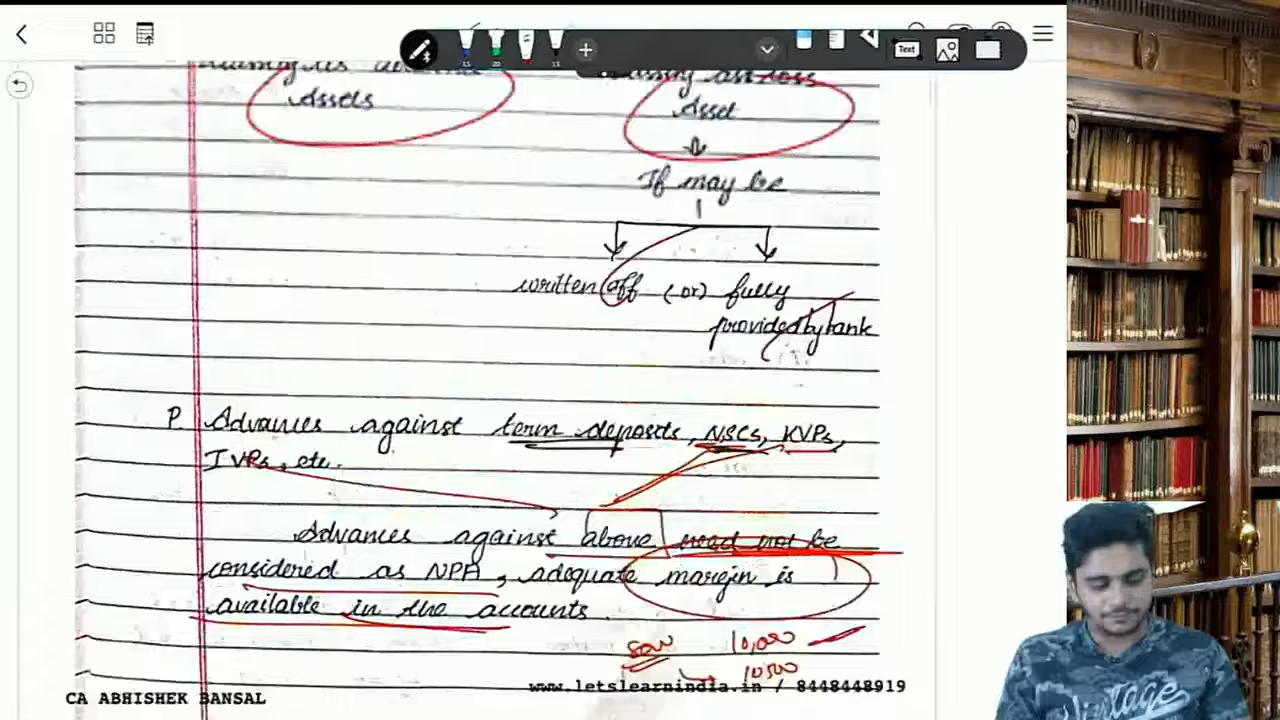 Text
Assets
Asset
If may be
written off (or) fully
provided by bank
P Advances against term deposits, NSCs, KVPs,
IVPs, etc.
Advances against above need not be
considered as NPA, adequate margin is
available in the accounts.
10,000
10500
www.letslearnindia.in / 8448448919
CA ABHISHEK BANSAL